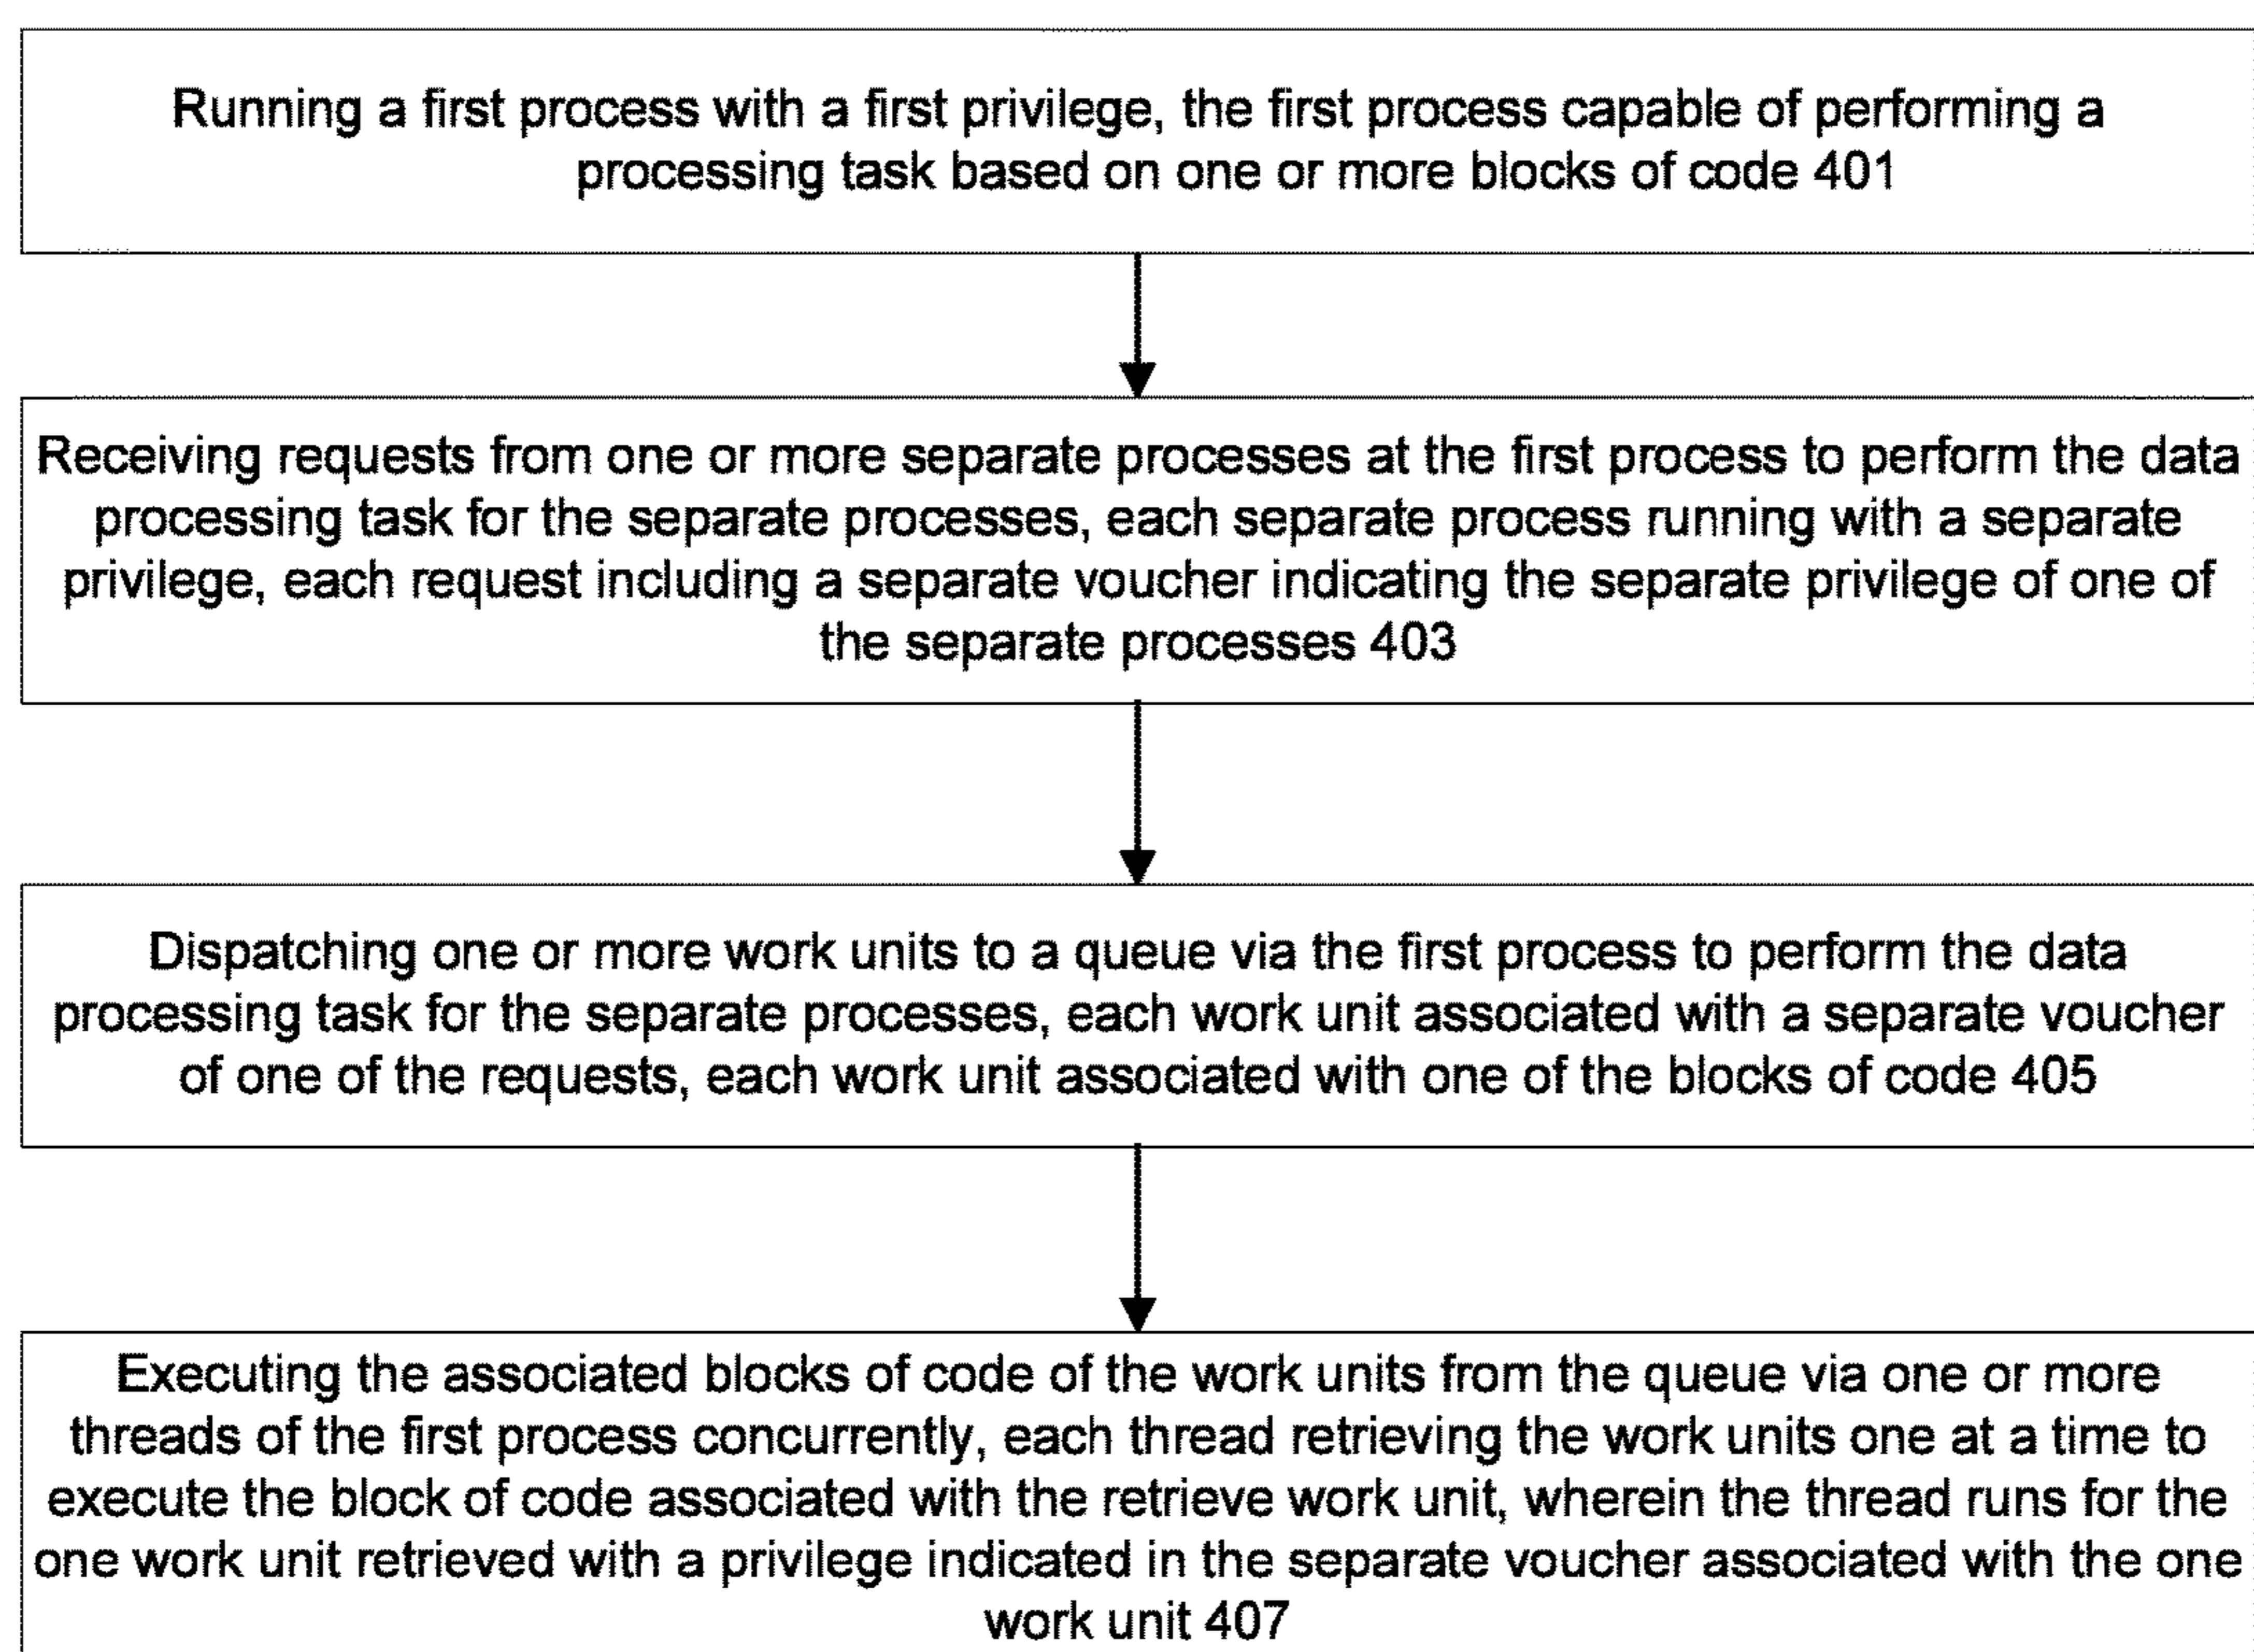 Running a first process with a first privilege, the first process capable of performing a
processing task based on one or more blocks of code 401
Receiving requests from one or more separate processes at the first process to perform the data
processing task for the separate processes, each separate process running with a separate
privilege, each request including a separate voucher indicating the separate privilege of one of
the separate processes 403
Dispatching one or more work units to a queue via the first process to perform the data
processing task for the separate processes, each work unit associated with a separate voucher
of one of the requests, each work unit associated with one of the blocks of code 405
Executing the associated blocks of code of the work units from the queue via one or more
threads of the first process concurrently, each thread retrieving the work units one at a time to
execute the block of code associated with the retrieve work unit, wherein the thread runs for the
one work unit retrieved with a privilege indicated in the separate voucher associated with the one
work unit 407